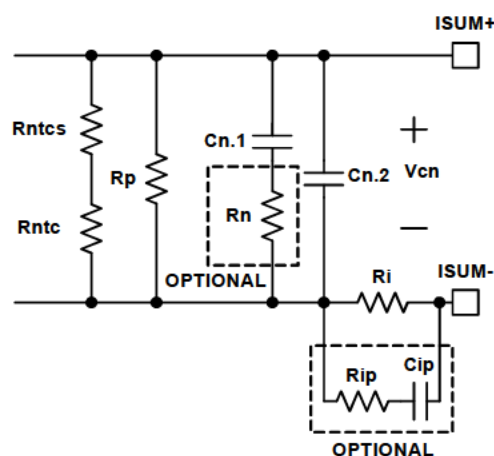 ISUM+
Rntcs
Cn.1
+
Rp
Cn.2
Vcn
Rn
Rntc
−
OPTIONAL
Ri
ISUM-
Rip
Cip
OPTIONAL